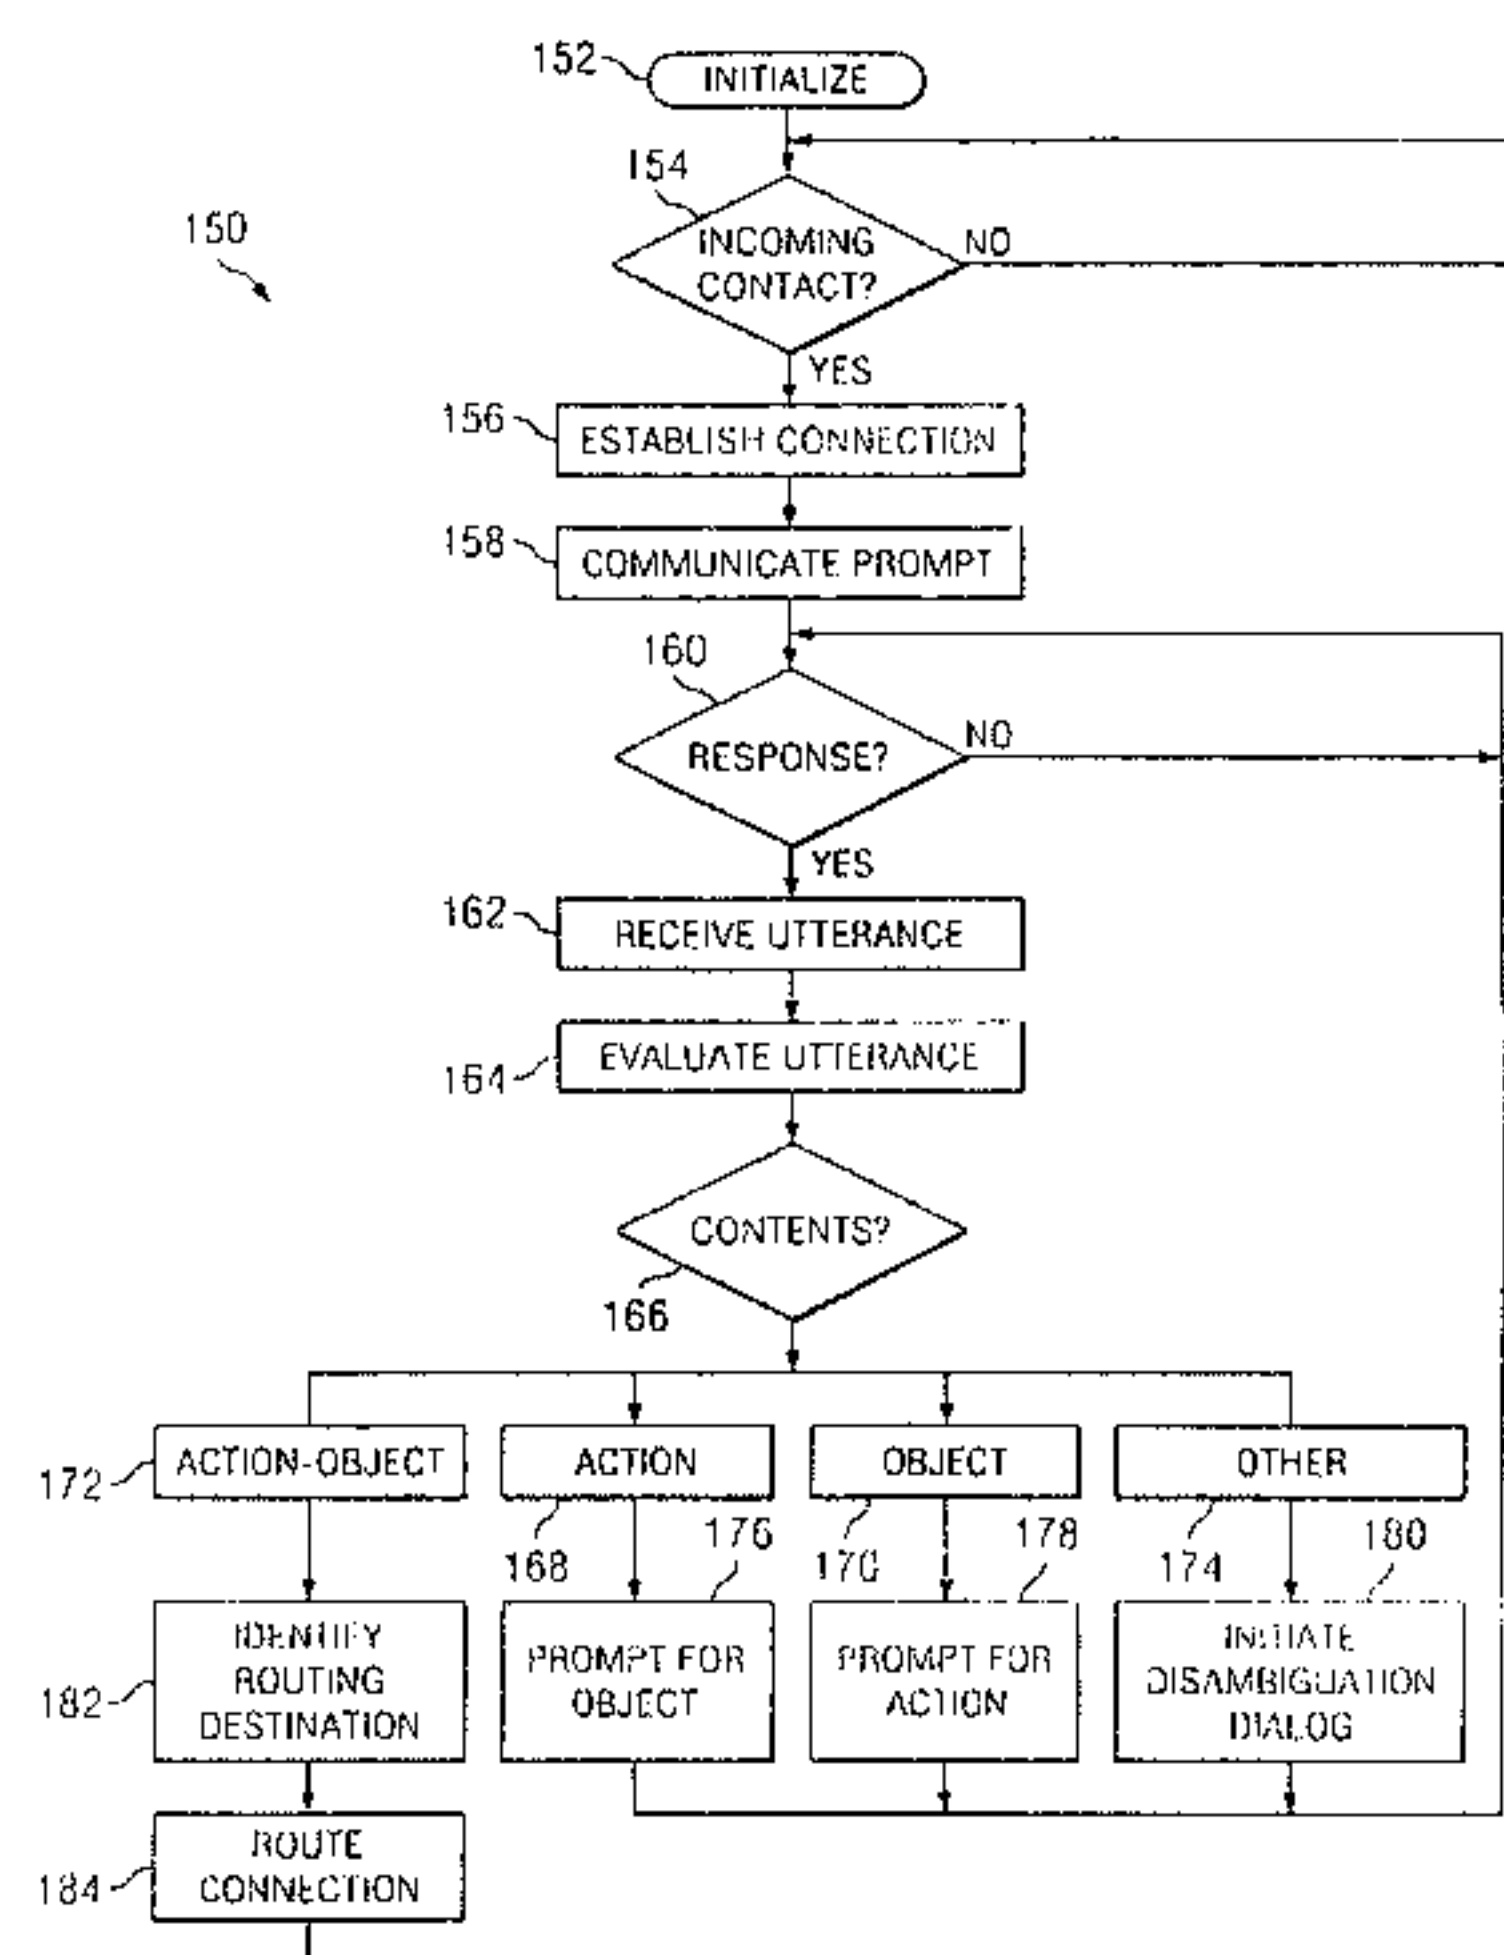 152
INITIALIZE
154
150
INCOMING
CONTACT?
NO
YES
156
ESTABLISH CONNECTION
158
COMMUNICATE PROMPT
160
RESPONSE?
NO
YES
162
RECEIVE UTTERANCE
164
EVALUATE UTTERANCE
CONTENTS?
166
172
ACTION-OBJECT
ACTION
OBJECT
OTHER
168
176
170
178
174
180
182
IDENTIFY
ROUTING
DESTINATION
PROMPT FOR
OBJECT
PROMPT FOR
ACTION
INITIATE
DISAMBIGUATION
DIALOG
184
ROUTE
CONNECTION